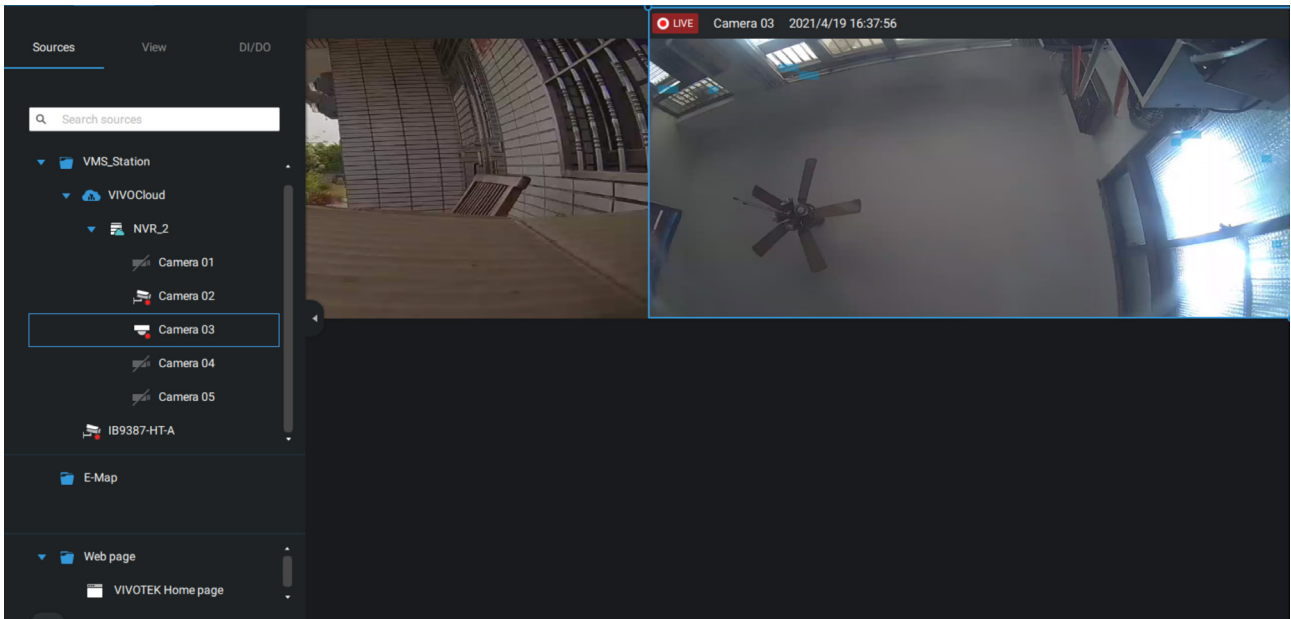 Sources View DI/DO
Search sources
VMS_Station
VIVOCloud
NVR_2
Camera 01
Camera 02
Camera 03
Camera 04
Camera 05
IB9387-HT-A
E-Map
Web page
VIVOTEK Home page
LIVE Camera 03 2021/4/19 16:37:56